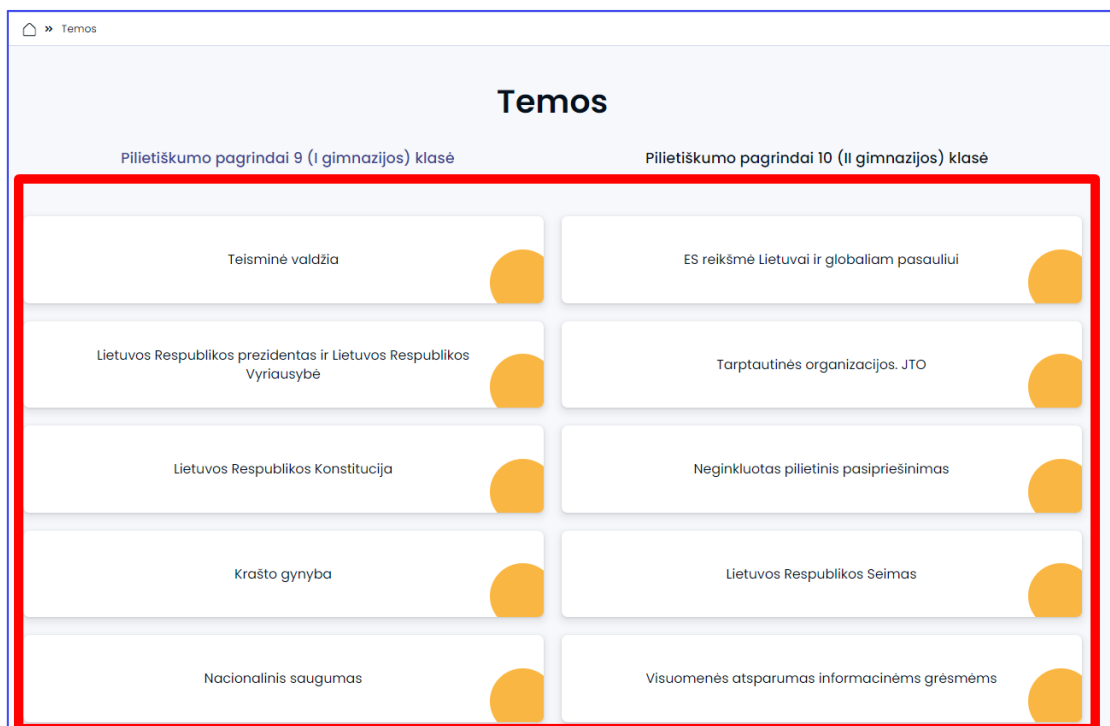 » Temos
Temos
Pilietiškumo pagrindai 9 (I gimnazijos) klasė
Pilietiškumo pagrindai 10 (II gimnazijos) klasė
Teisminė valdžia
ES reikšmė Lietuvai ir globaliam pasauliui
Lietuvos Respublikos prezidentas ir Lietuvos Respublikos
Vyriausybė
Tarptautinės organizacijos. JTO
Lietuvos Respublikos Konstitucija
Neginkluotas pilietinis pasipriešinimas
Krašto gynyba
Lietuvos Respublikos Seimas
Nacionalinis saugumas
Visuomenės atsparumas informacinėms grėsmėms